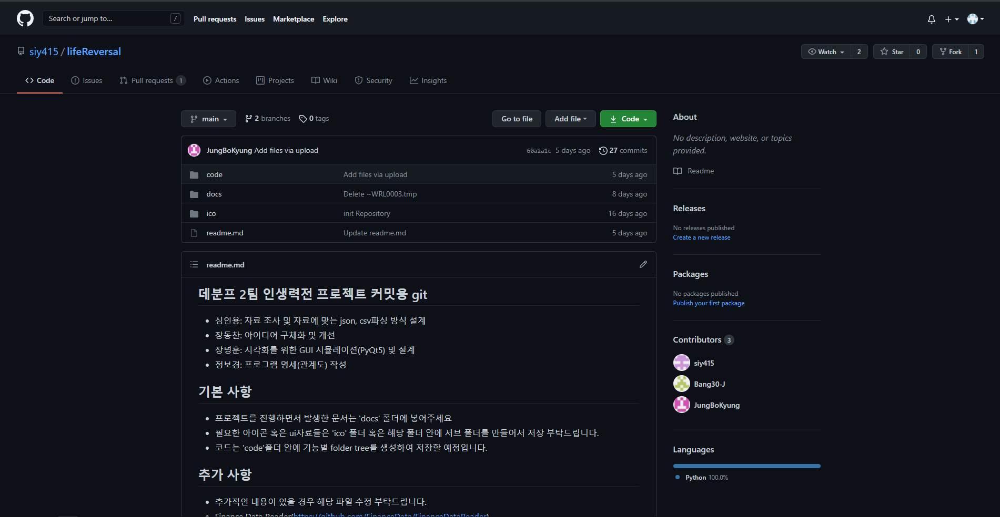 Search or jump to... /
Pull requests Issues Marketplace Explore
siy415 / lifeReversal
Watch 2 Star 0 Fork 1
Code Issues Pull requests 1 Actions Projects Wiki Security Insights
main 2 branches 0 tags Go to file Add file Code
JungBoKyung Add files via upload 60a2a1c 5 days ago 27 commits
code Add files via upload 5 days ago
docs Delete ~WRL0003.tmp 8 days ago
ico init Repository 16 days ago
readme.md Update readme.md 5 days ago
readme.md
데분프 2팀 인생력전 프로젝트 커밋용 git
심인용: 자료 조사 및 자료에 맞는 json, csv파싱 방식 설계
장동찬: 아이디어 구체화 및 개선
장병훈: 시각화를 위한 GUI 시뮬레이션(PyQt5) 및 설계
정보경: 프로그램 명세(관계도) 작성
기본 사항
프로젝트를 진행하면서 발생한 문서는 'docs' 폴더에 넣어주세요
필요한 아이콘 혹은 ui자료들은 'ico' 폴더 혹은 해당 폴더 안에 서브 폴더를 만들어서 저장 부탁드립니다.
코드는 'code'폴더 안에 기능별 folder tree를 생성하여 저장할 예정입니다.
추가 사항
추가적인 내용이 있을 경우 해당 파일 수정 부탁드립니다.
Finance Data Reader(https://github.com/FinanceData/FinanceDataReader)
About
No description, website, or topics
provided.
Readme
Releases
No releases published
Create a new release
Packages
No packages published
Publish your first package
Contributors 3
siy415
Bang30-J
JungBoKyung
Languages
Python 100.0%